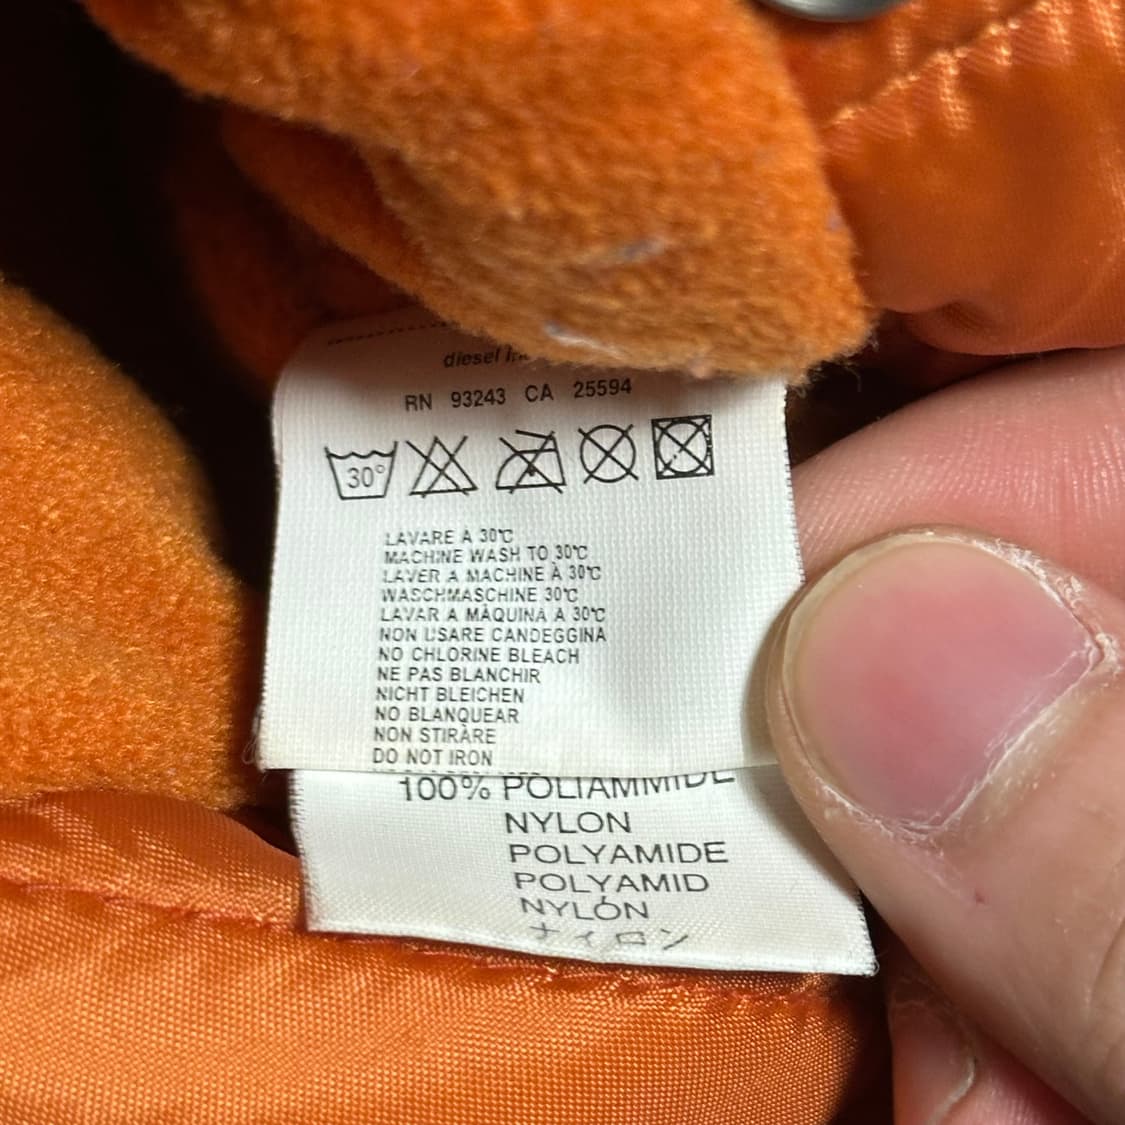 diesel
RN 93243 CA 25594
30°
LAVARE A 30℃
MACHINE WASH TO 30℃
LAVER A MACHINE À 30℃
WASCHMASCHINE 30℃
LAVAR A MÀQUINA A 30℃
NON USARE CANDEGGINA
NO CHLORINE BLEACH
NE PAS BLANCHIR
NICHT BLEICHEN
NO BLANQUEAR
NON STIRARE
DO NOT IRON
100% POLIAMMIDE
NYLON
POLYAMIDE
POLYAMID
NYLÓN
ナイロン